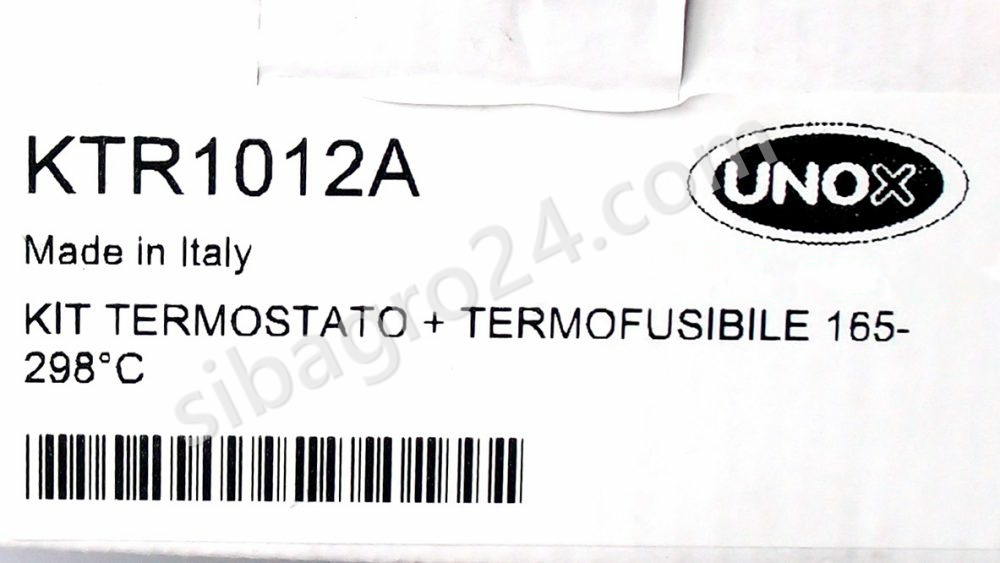 KTR1012A
UNOX
Made in Italy
KIT TERMOSTATO + TERMOFUSIBILE 165-
298°C
sibagro24.com